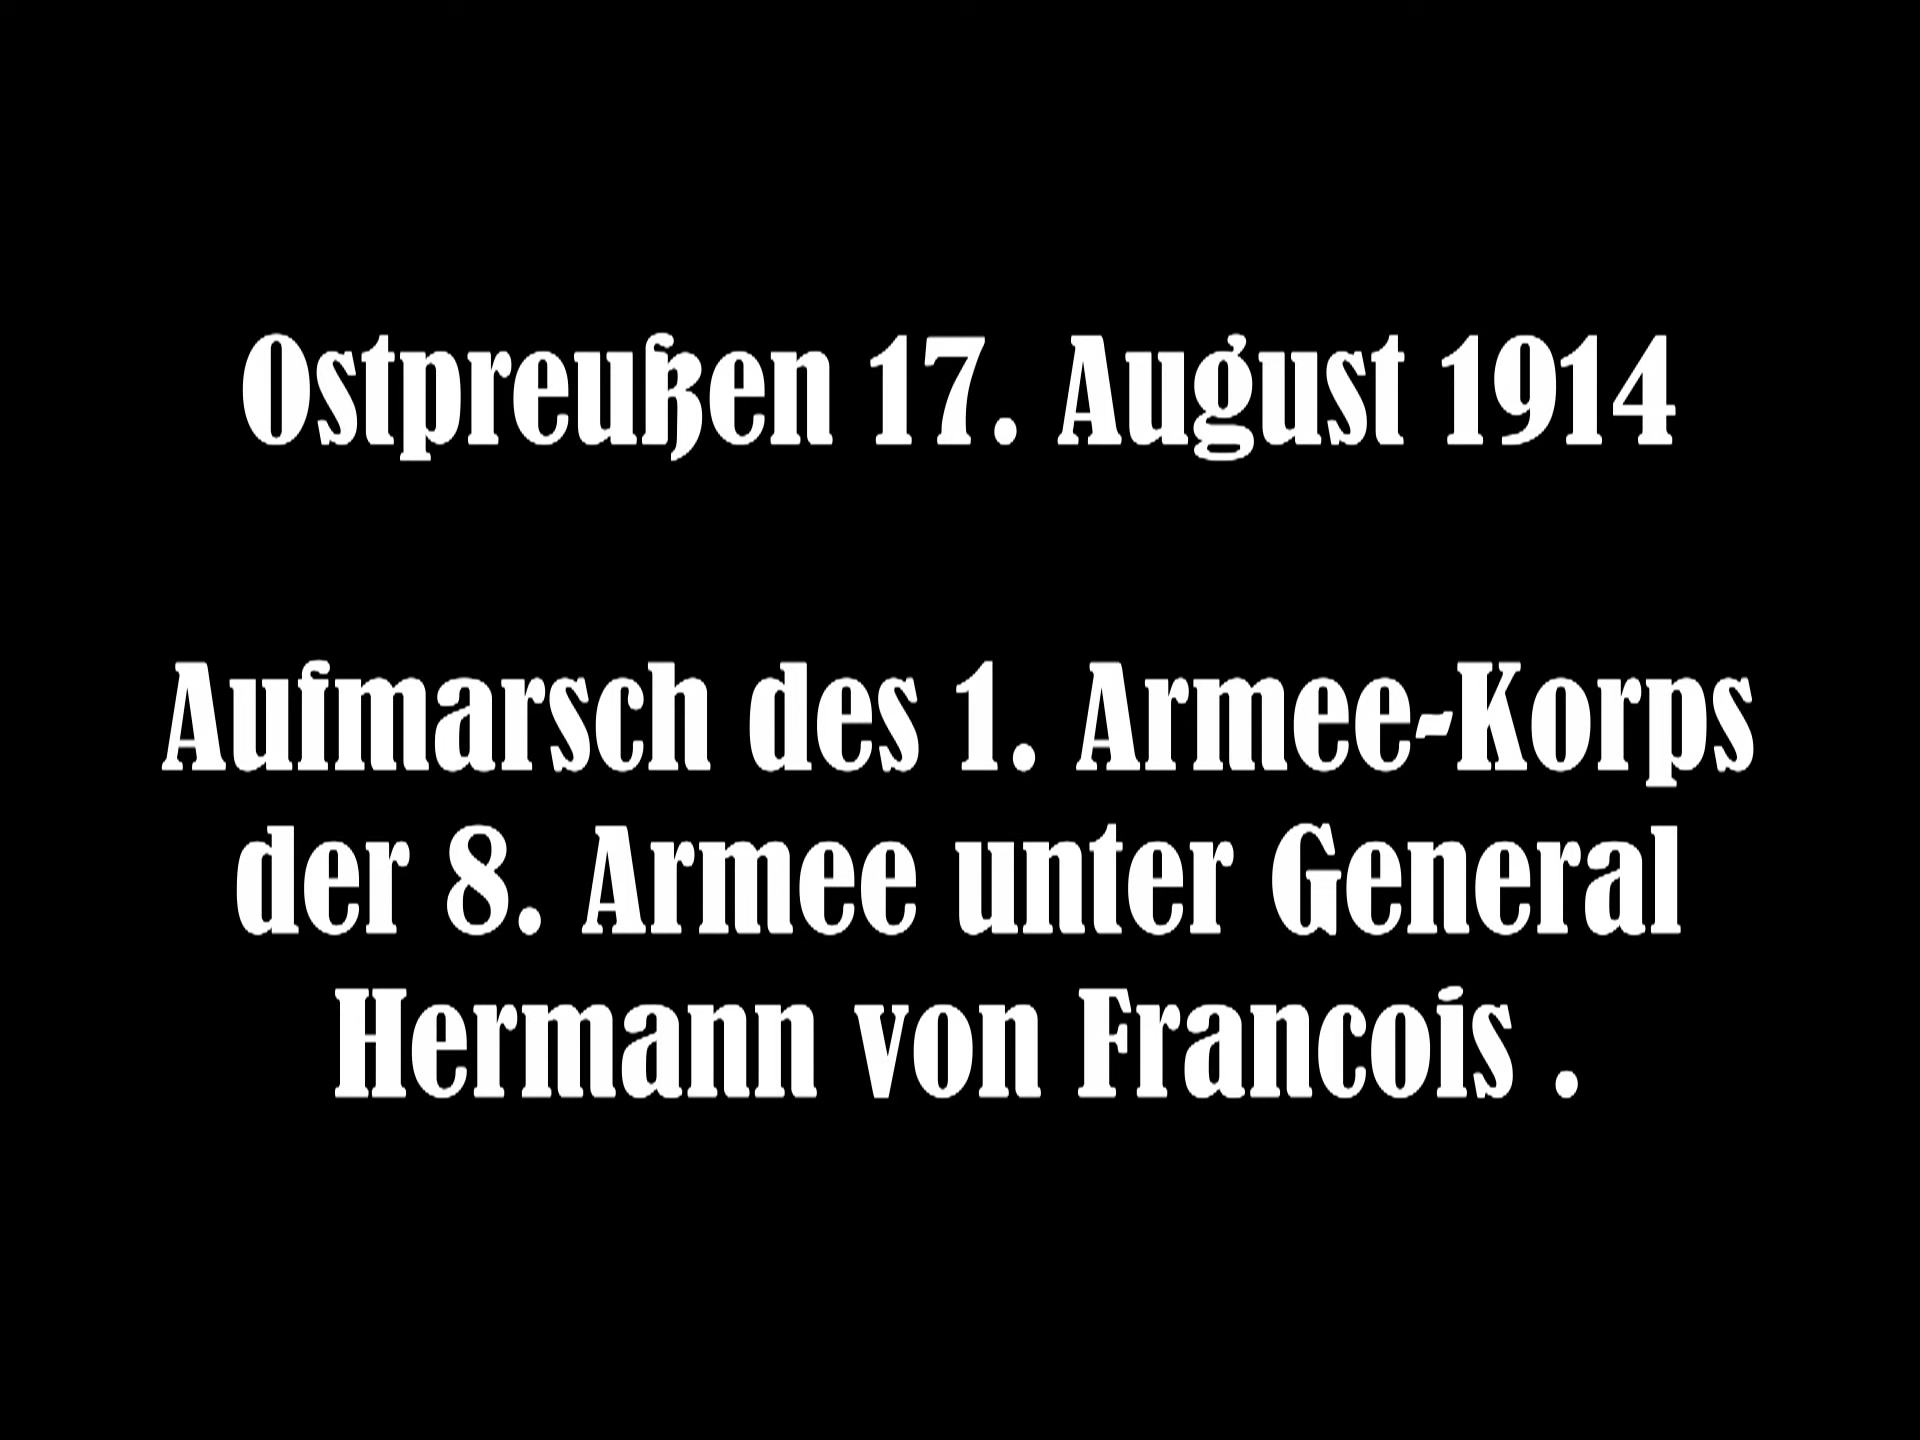 Ostpreußen 17. August 1914
Aufmarsch des 1. Armee-Korps
der 8. Armee unter General
Hermann von Francois .